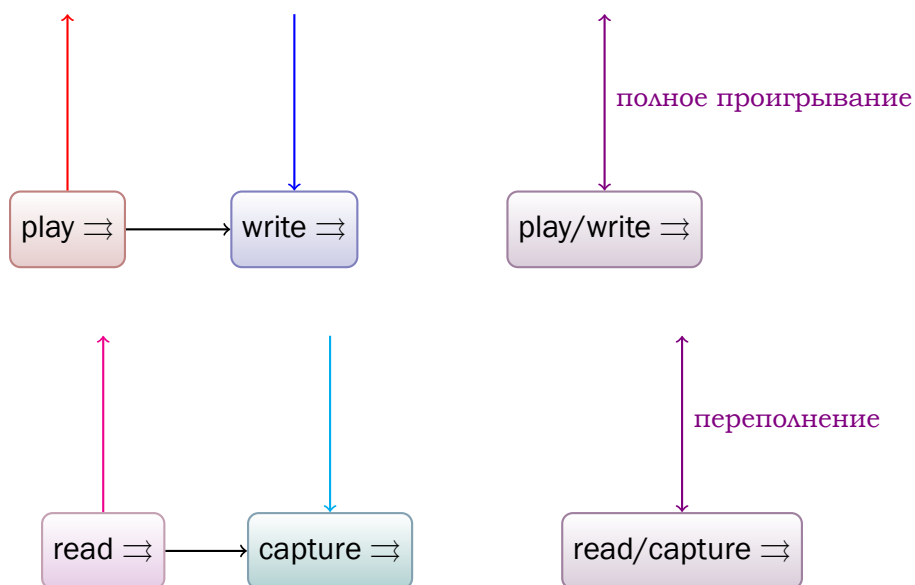 полное проигрывание
play ⇉
write ⇉
play/write ⇉
переполнение
read ⇉
capture ⇉
read/capture ⇉